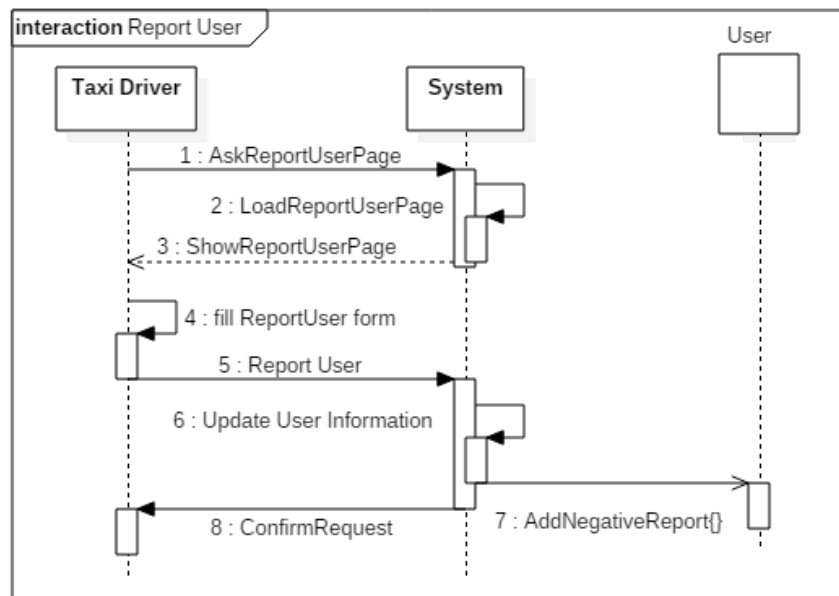 interaction Report User
User
Taxi Driver
System
1 : AskReportUserPage
2 : LoadReportUserPage
3 : ShowReportUserPage
4 : fill ReportUser form
5 : Report User
6 : Update User Information
7 : AddNegativeReport{}
8 : ConfirmRequest